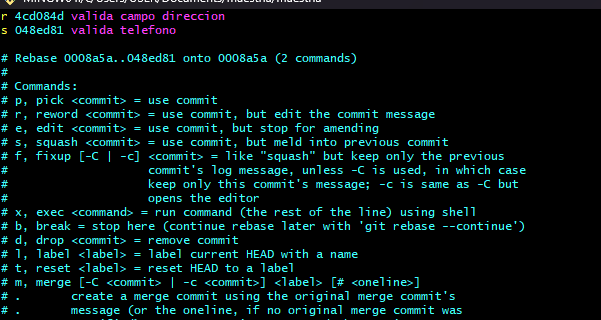 r 4cd084d valida campo direccion
s 048ed81 valida telefono

# Rebase 0008a5a..048ed81 onto 0008a5a (2 commands)
#
# Commands:
# p, pick <commit> = use commit
# r, reword <commit> = use commit, but edit the commit message
# e, edit <commit> = use commit, but stop for amending
# s, squash <commit> = use commit, but meld into previous commit
# f, fixup [-C | -c] <commit> = like "squash" but keep only the previous
#                    commit's log message, unless -C is used, in which case
#                    keep only this commit's message; -c is same as -C but
#                    opens the editor
# x, exec <command> = run command (the rest of the line) using shell
# b, break = stop here (continue rebase later with 'git rebase --continue')
# d, drop <commit> = remove commit
# l, label <label> = label current HEAD with a name
# t, reset <label> = reset HEAD to a label
# m, merge [-C <commit> | -c <commit>] <label> [# <oneline>]
# .       create a merge commit using the original merge commit's
# .       message (or the oneline, if no original merge commit was